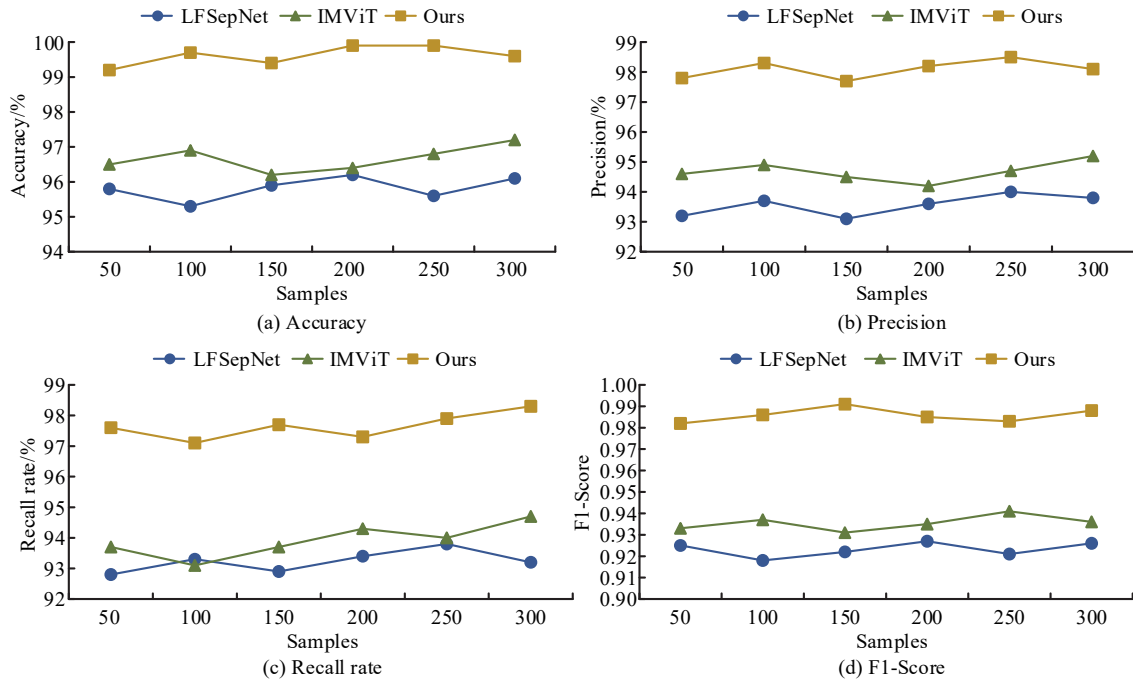 LFSepNet IMViT Ours
100
99
98
97
96
95
94
Accuracy/%
50 100 150 200 250 300
Samples
(a) Accuracy
LFSepNet IMViT Ours
99
98
97
96
95
94
93
92
Precision/%
50 100 150 200 250 300
Samples
(b) Precision
LFSepNet IMViT Ours
99
98
97
96
95
94
93
92
Recall rate/%
50 100 150 200 250 300
Samples
(c) Recall rate
LFSepNet IMViT Ours
1.00
0.99
0.98
0.97
0.96
0.95
0.94
0.93
0.92
0.91
0.90
F1-Score
50 100 150 200 250 300
Samples
(d) F1-Score